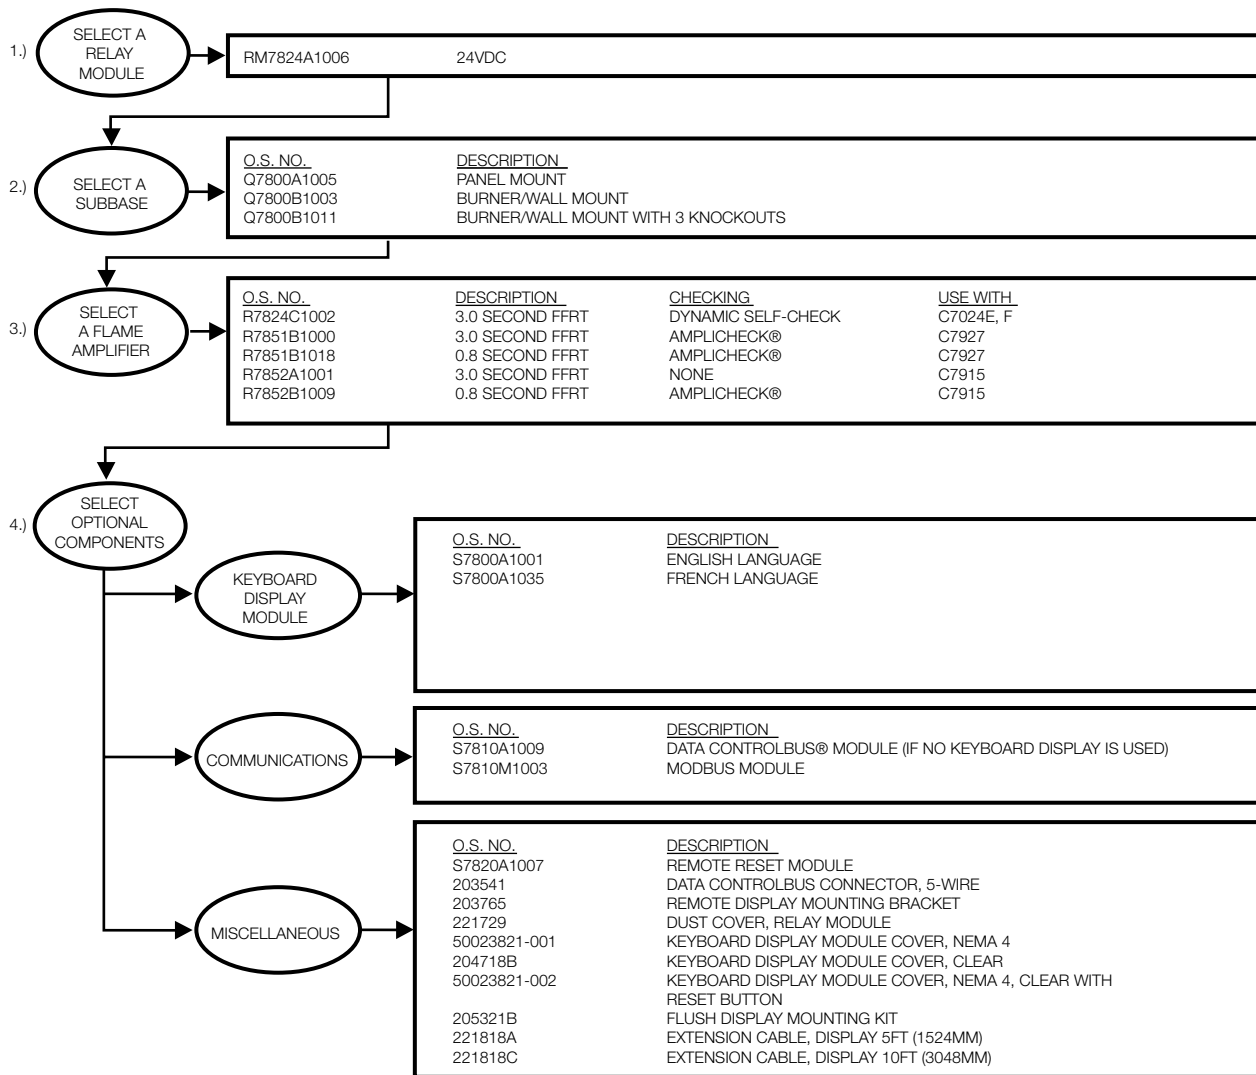 1.) SELECT A RELAY MODULE
RM7824A1006 24VDC
2.) SELECT A SUBBASE
O.S. NO. DESCRIPTION
Q7800A1005 PANEL MOUNT
Q7800B1003 BURNER/WALL MOUNT
Q7800B1011 BURNER/WALL MOUNT WITH 3 KNOCKOUTS
3.) SELECT A FLAME AMPLIFIER
O.S. NO. DESCRIPTION CHECKING USE WITH
R7824C1002 3.0 SECOND FFRT DYNAMIC SELF-CHECK C7024E, F
R7851B1000 3.0 SECOND FFRT AMPLICHECK® C7927
R7851B1018 0.8 SECOND FFRT AMPLICHECK® C7927
R7852A1001 3.0 SECOND FFRT NONE C7915
R7852B1009 0.8 SECOND FFRT AMPLICHECK® C7915
4.) SELECT OPTIONAL COMPONENTS
KEYBOARD DISPLAY MODULE
O.S. NO. DESCRIPTION
S7800A1001 ENGLISH LANGUAGE
S7800A1035 FRENCH LANGUAGE
COMMUNICATIONS
O.S. NO. DESCRIPTION
S7810A1009 DATA CONTROLBUS® MODULE (IF NO KEYBOARD DISPLAY IS USED)
S7810M1003 MODBUS MODULE
MISCELLANEOUS
O.S. NO. DESCRIPTION
S7820A1007 REMOTE RESET MODULE
203541 DATA CONTROLBUS CONNECTOR, 5-WIRE
203765 REMOTE DISPLAY MOUNTING BRACKET
221729 DUST COVER, RELAY MODULE
50023821-001 KEYBOARD DISPLAY MODULE COVER, NEMA 4
204718B KEYBOARD DISPLAY MODULE COVER, CLEAR
50023821-002 KEYBOARD DISPLAY MODULE COVER, NEMA 4, CLEAR WITH
RESET BUTTON
205321B FLUSH DISPLAY MOUNTING KIT
221818A EXTENSION CABLE, DISPLAY 5FT (1524MM)
221818C EXTENSION CABLE, DISPLAY 10FT (3048MM)